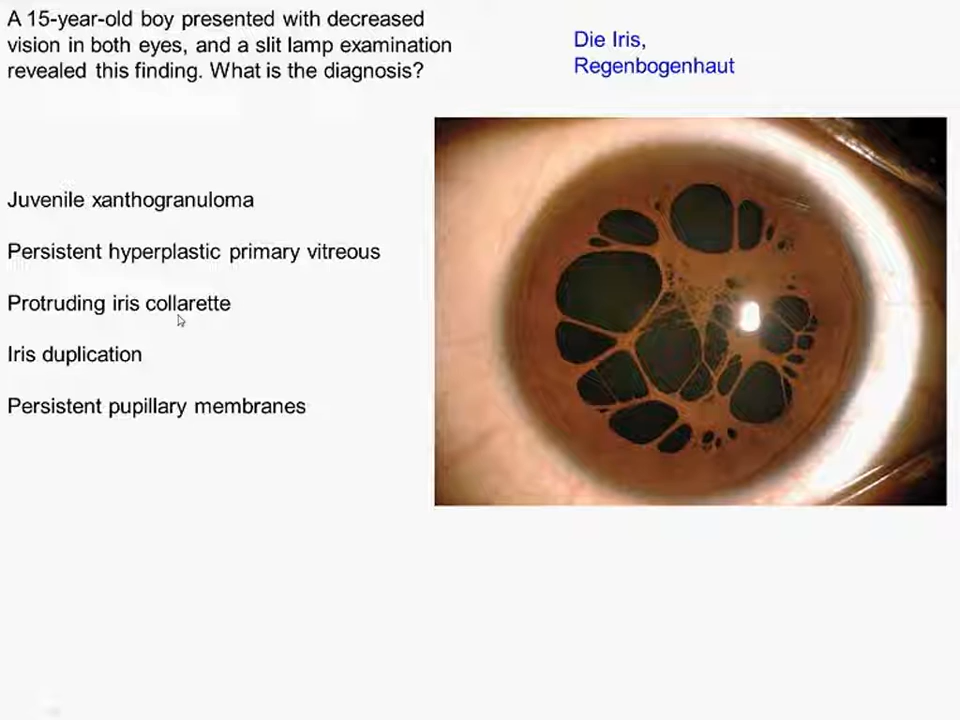 A 15-year-old boy presented with decreased
vision in both eyes, and a slit lamp examination
revealed this finding. What is the diagnosis?
Die Iris,
Regenbogenhaut
Juvenile xanthogranuloma
Persistent hyperplastic primary vitreous
Protruding iris collarette
Iris duplication
Persistent pupillary membranes